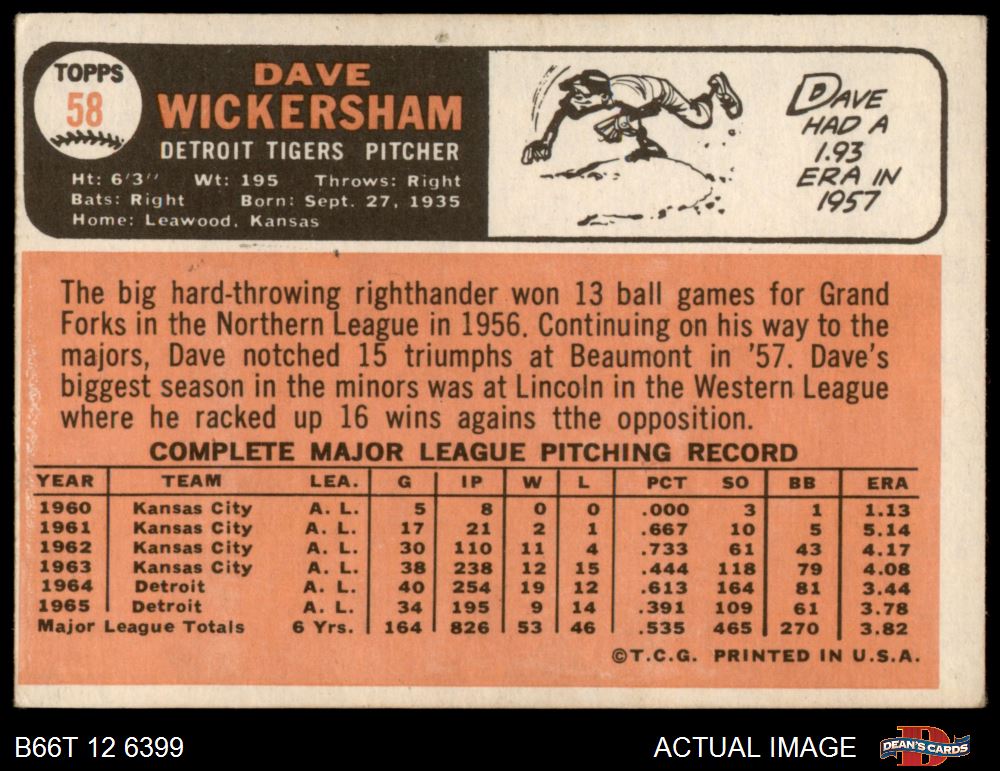 TOPPS
58
DAVE
WICKERSHAM
DETROIT TIGERS PITCHER
Ht: 6'3" Wt: 195 Throws: Right
Bats: Right Born: Sept. 27, 1935
Home: Leawood, Kansas
DAVE
HAD A
1.93
ERA IN
1957
The big hard-throwing righthander won 13 ball games for Grand
Forks in the Northern League in 1956. Continuing on his way to the
majors, Dave notched 15 triumphs at Beaumont in '57. Dave's
biggest season in the minors was at Lincoln in the Western League
where he racked up 16 wins agains tthe opposition.
COMPLETE MAJOR LEAGUE PITCHING RECORD
YEAR TEAM LEA. G IP W L PCT SO BB ERA
1960 Kansas City A. L. 5 8 0 0 .000 3 1 1.13
1961 Kansas City A. L. 17 21 2 1 .667 10 5 5.14
1962 Kansas City A. L. 30 110 11 4 .733 61 43 4.17
1963 Kansas City A. L. 38 238 12 15 .444 118 79 4.08
1964 Detroit A. L. 40 254 19 12 .613 164 81 3.44
1965 Detroit A. L. 34 195 9 14 .391 109 61 3.78
Major League Totals 6 Yrs. 164 826 53 46 .535 465 270 3.82
©T.C.G. PRINTED IN U.S.A.
B66T 12 6399
ACTUAL IMAGE
DEAN'S CARDS